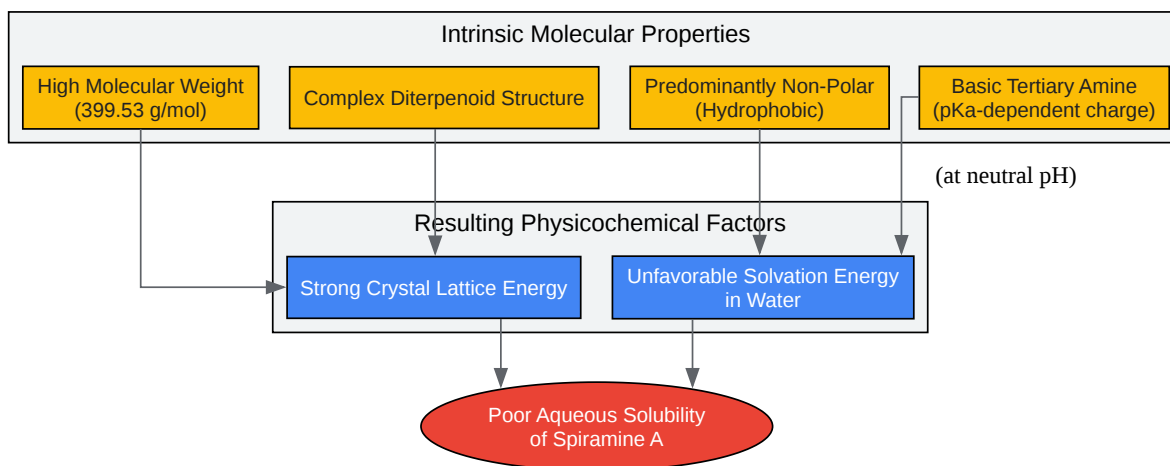 Intrinsic Molecular Properties
High Molecular Weight
(399.53 g/mol)
Complex Diterpenoid Structure
Predominantly Non-Polar
(Hydrophobic)
Basic Tertiary Amine
(pKa-dependent charge)
(at neutral pH)
Resulting Physicochemical Factors
Strong Crystal Lattice Energy
Unfavorable Solvation Energy
in Water
Poor Aqueous Solubility
of Spiramine A